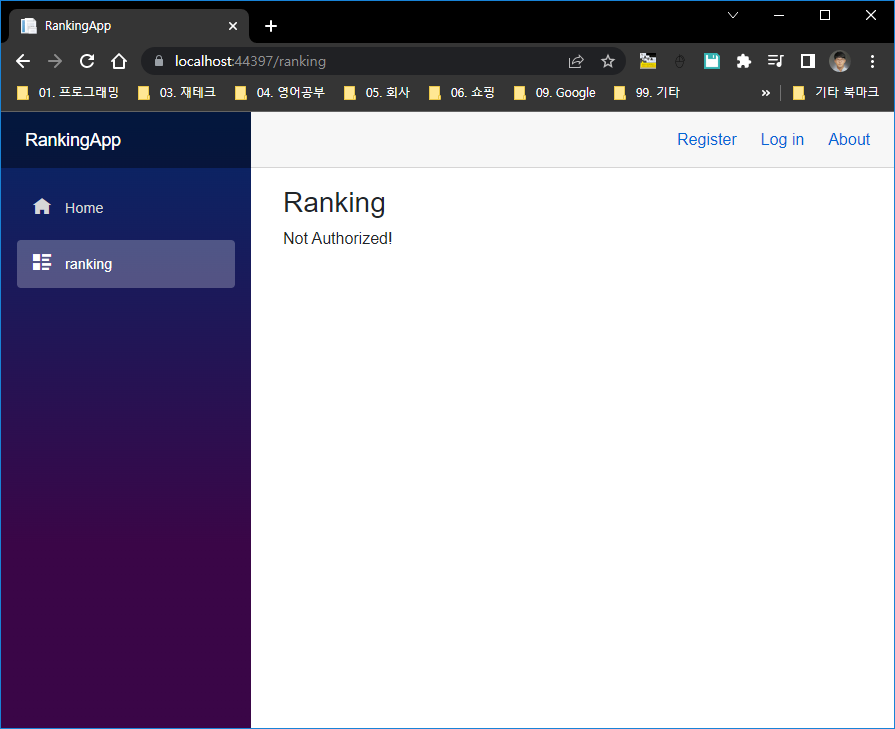 RankingApp
localhost:44397/ranking
01. 프로그래밍 03. 재테크 04. 영어공부 05. 회사 06. 쇼핑 09. Google 99. 기타 » 기타 북마크
RankingApp
Register Log in About
Home
ranking
Ranking
Not Authorized!